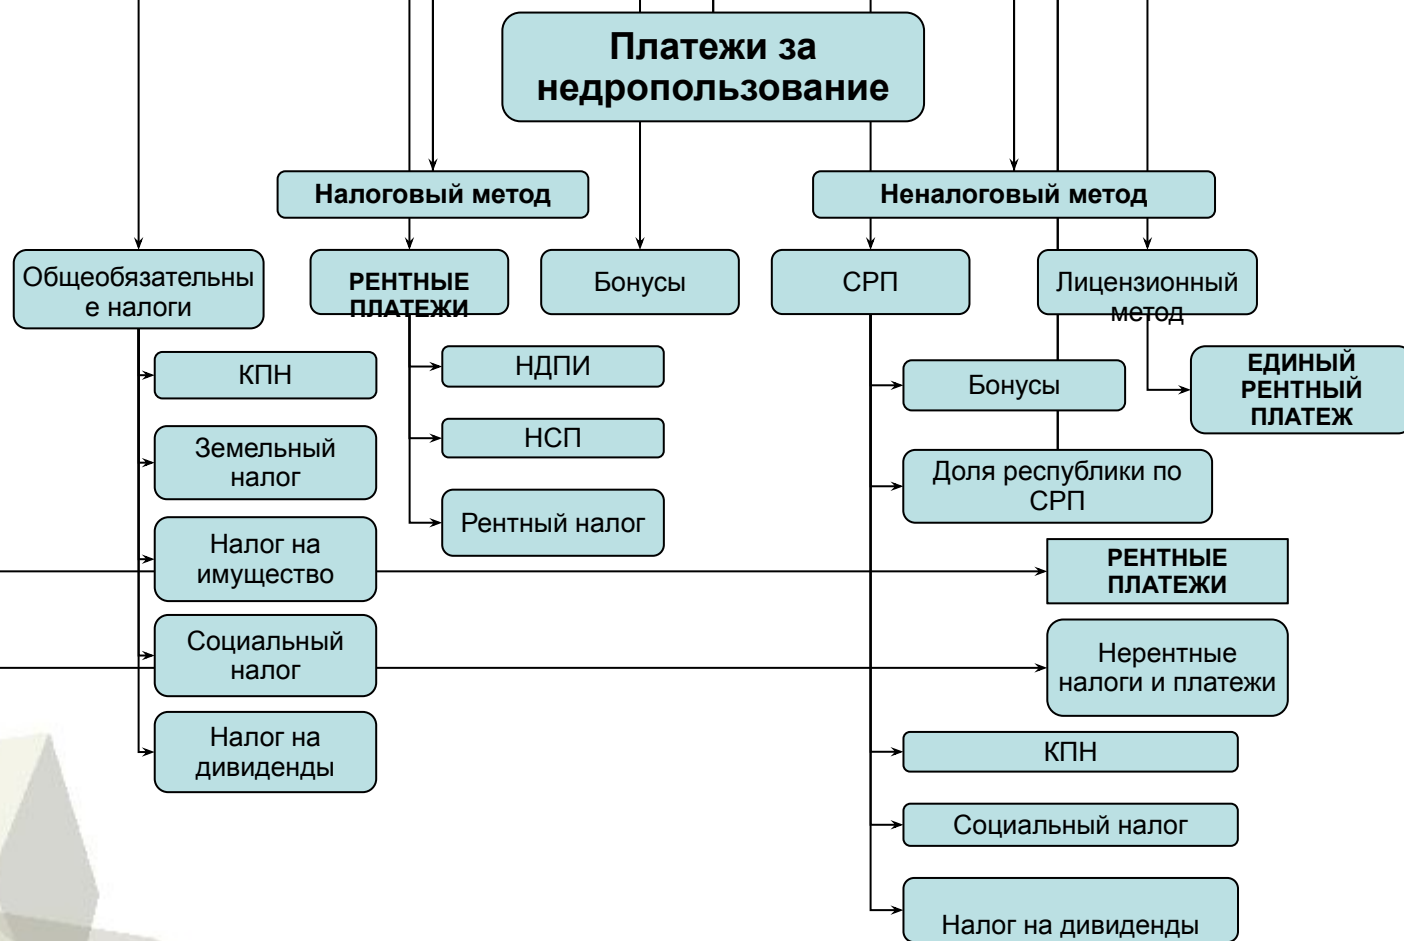 Платежи за
недропользование
Налоговый метод
Неналоговый метод
Общеобязательны
е налоги
РЕНТНЫЕ
ПЛАТЕЖИ
Бонусы
СРП
Лицензионный
метод
КПН
Земельный
налог
Налог на
имущество
Социальный
налог
Налог на
дивиденды
НДПИ
НСП
Рентный налог
Бонусы
Доля республики по
СРП
ЕДИНЫЙ
РЕНТНЫЙ
ПЛАТЕЖ
РЕНТНЫЕ
ПЛАТЕЖИ
Нерентные
налоги и платежи
КПН
Социальный налог
Налог на дивиденды